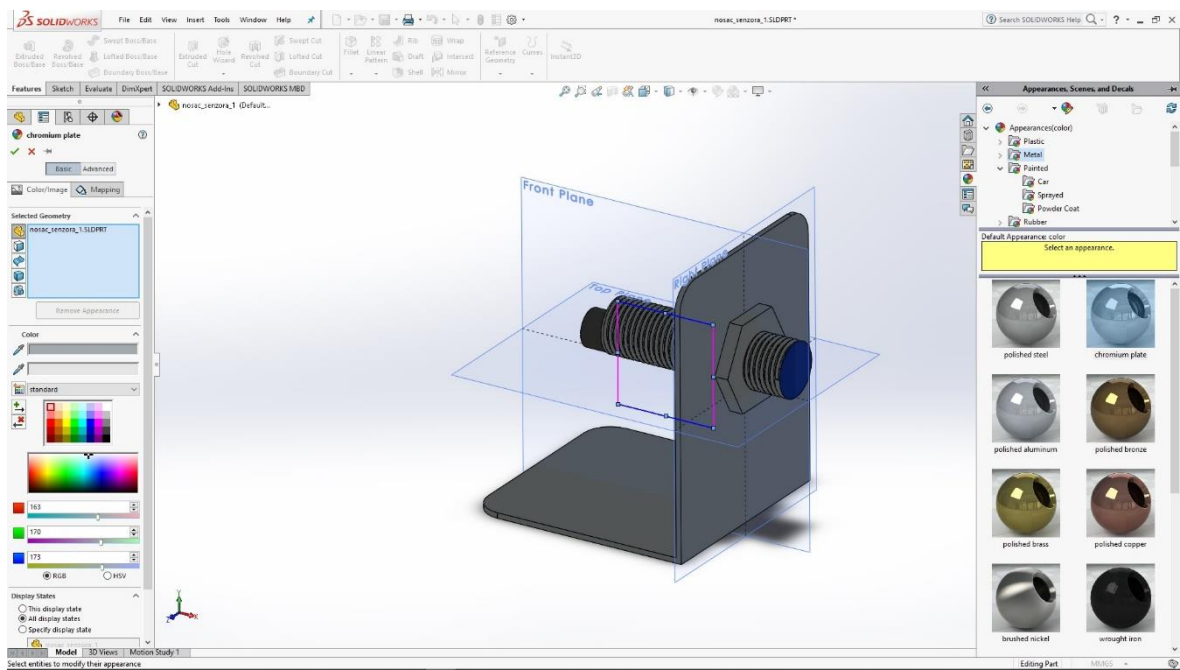 SOLIDWORKS File Edit View Insert Tools Window Help nosac_senzora_1.SLDPRT * Search SOLIDWORKS Help
Extruded Boss/Base
Revolved Boss/Base
Swept Boss/Base
Lofted Boss/Base
Boundary Boss/Base
Extruded Cut
Hole Wizard
Revolved Cut
Swept Cut
Lofted Cut
Boundary Cut
Fillet
Linear Pattern
Rib
Draft
Shell
Wrap
Intersect
Mirror
Reference Geometry
Curves
Instant3D
Features Sketch Evaluate DimXpert SOLIDWORKS Add-Ins SOLIDWORKS MBD
nosac_senzora_1 (Default...
chromium plate
Basic Advanced
Color/Image Mapping
Selected Geometry
nosac_senzora_1.SLDPRT
Remove Appearance
Color
standard
163
170
173
RGB HSV
Display States
This display state
All display states
Specify display state
Front Plane
Top Plane
Right Plane
Y
X
Z
Appearances, Scenes, and Decals
Appearances(color)
Plastic
Metal
Painted
Car
Sprayed
Powder Coat
Rubber
Default Appearance: color
Select an appearance.
polished steel chromium plate
polished aluminum polished bronze
polished brass polished copper
brushed nickel wrought iron
Model 3D Views Motion Study 1
Select entities to modify their appearance Editing Part MMGS